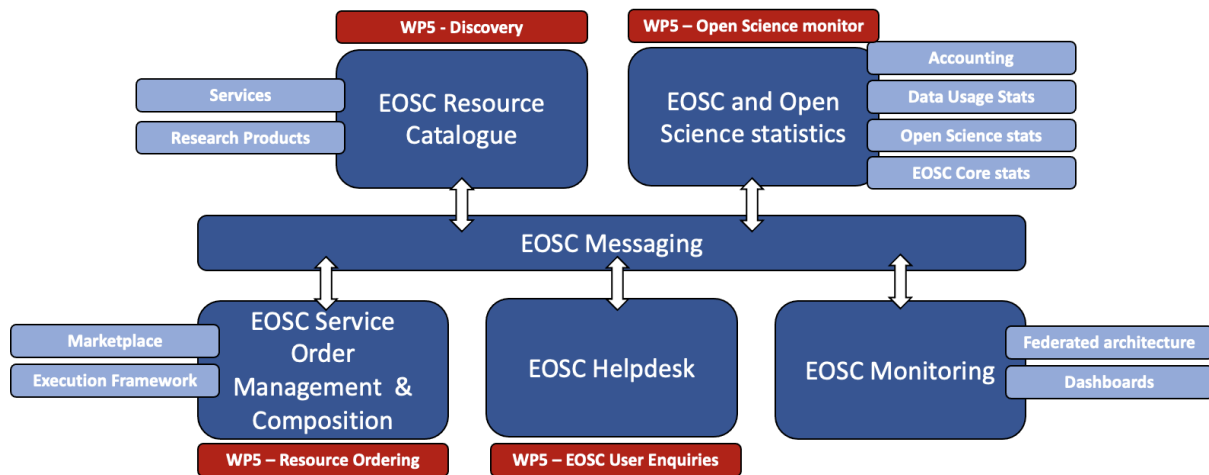 WP5 - Discovery
WP5 – Open Science monitor
Services
Research Products
EOSC Resource
Catalogue
EOSC and Open
Science statistics
Accounting
Data Usage Stats
Open Science stats
EOSC Core stats
EOSC Messaging
Marketplace
Execution Framework
EOSC Service
Order
Management &
Composition
EOSC Helpdesk
EOSC Monitoring
Federated architecture
Dashboards
WP5 – Resource Ordering
WP5 – EOSC User Enquiries